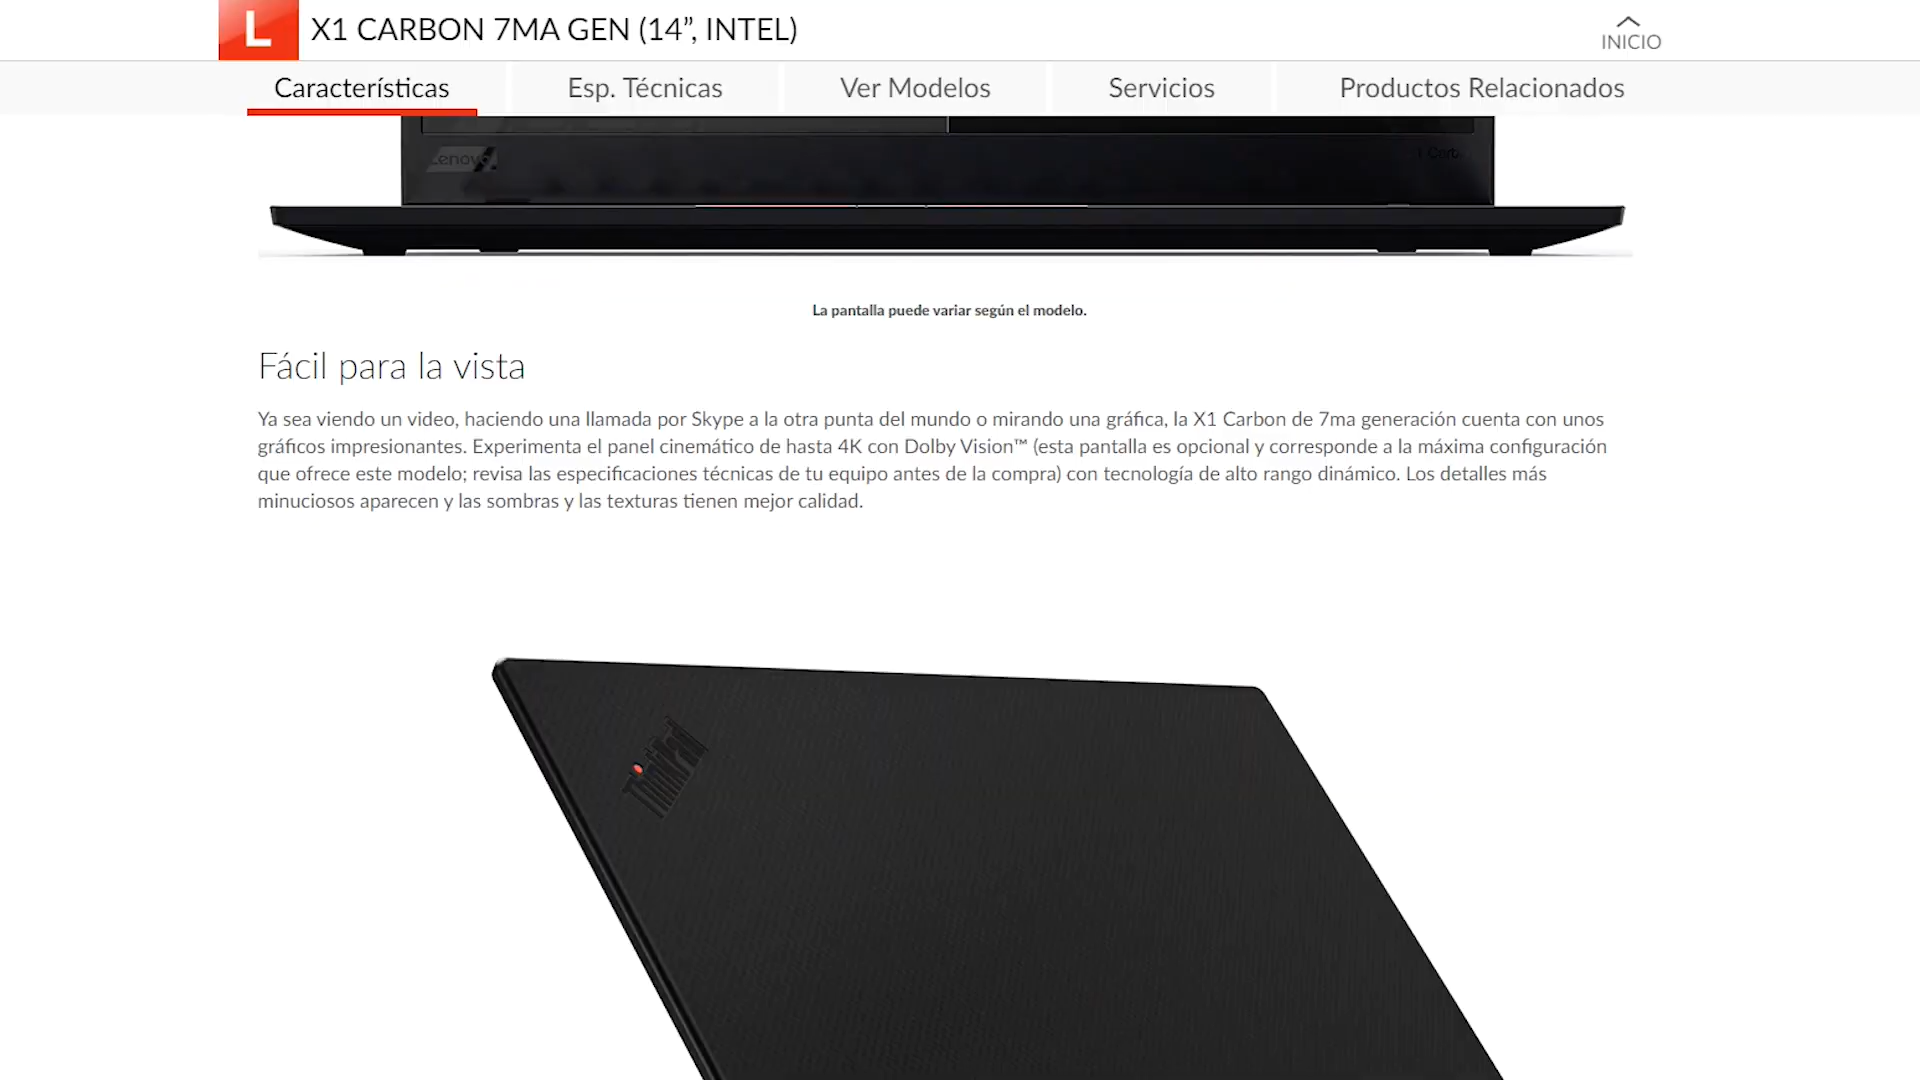 L
X1 CARBON 7MA GEN (14”, INTEL)
INICIO
Características
Esp. Técnicas
Ver Modelos
Servicios
Productos Relacionados
Lenovo
La pantalla puede variar según el modelo.
Fácil para la vista
Ya sea viendo un video, haciendo una llamada por Skype a la otra punta del mundo o mirando una gráfica, la X1 Carbon de 7ma generación cuenta con unos
gráficos impresionantes. Experimenta el panel cinemático de hasta 4K con Dolby Vision™ (esta pantalla es opcional y corresponde a la máxima configuración
que ofrece este modelo; revisa las especificaciones técnicas de tu equipo antes de la compra) con tecnología de alto rango dinámico. Los detalles más
minuciosos aparecen y las sombras y las texturas tienen mejor calidad.
ThinkPad